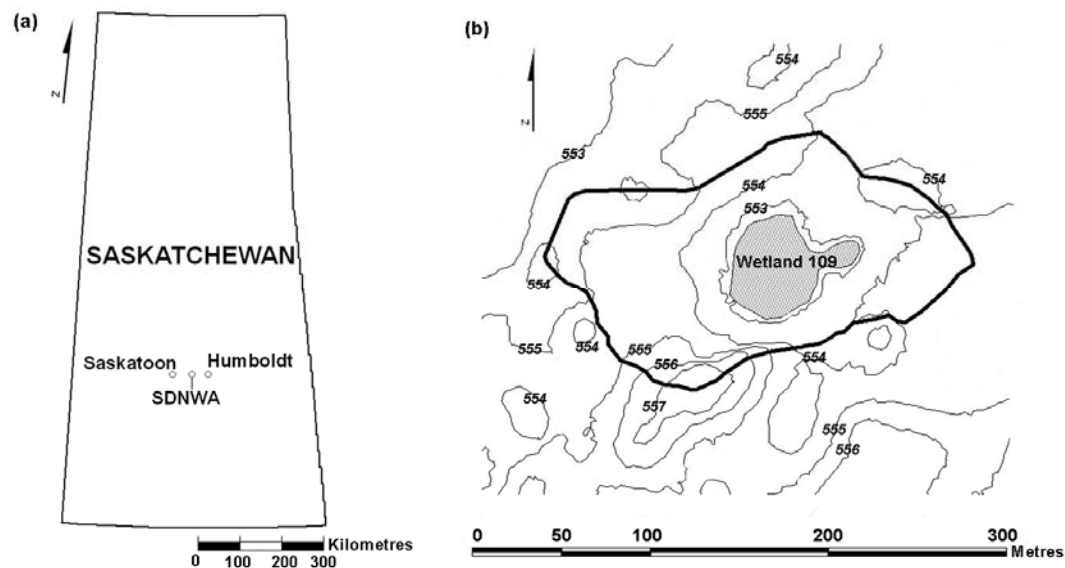 (a)
N
SASKATCHEWAN
Saskatoon Humboldt
SDNWA
Kilometres
0 100 200 300
(b)
N
554
555
553
554
554
553
Wetland 109
554
555
554
555
556
554
554
557
555
556
0 50 100 200 300
Metres